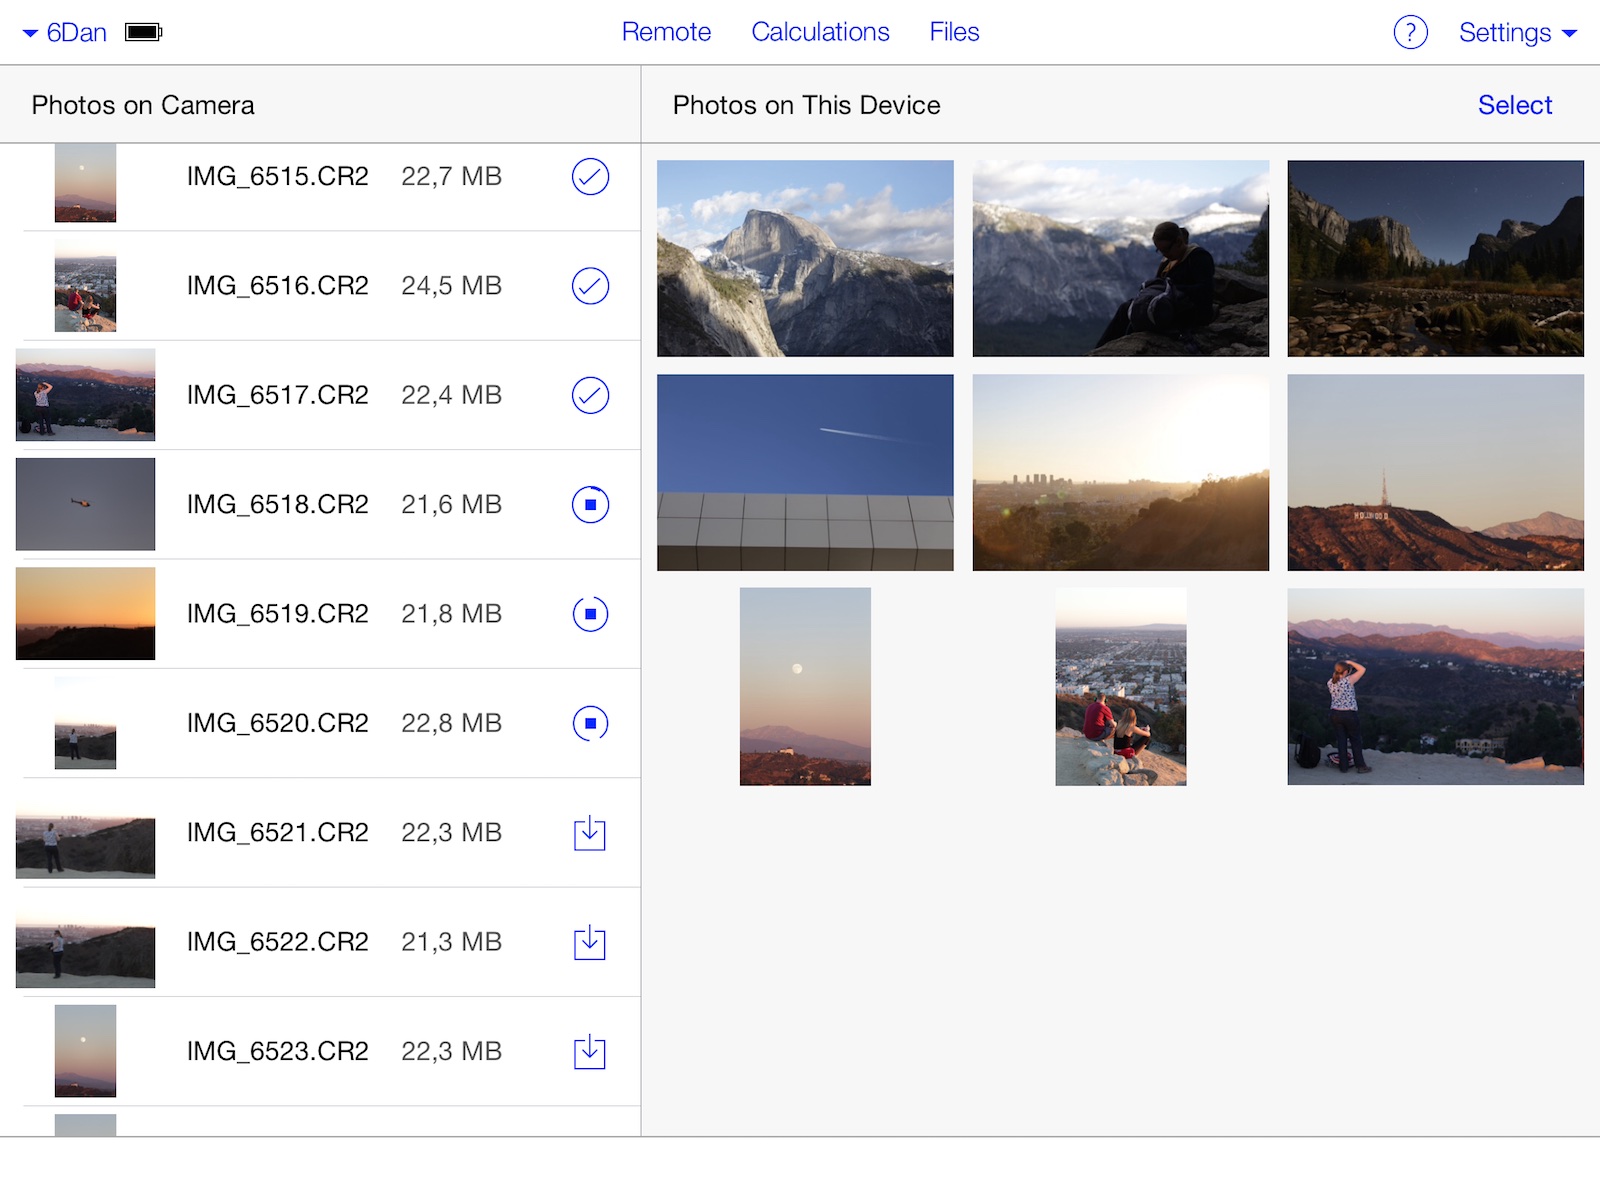 6Dan
Remote Calculations Files
?
Settings
Photos on Camera
Photos on This Device
Select
IMG_6515.CR2 22,7 MB
IMG_6516.CR2 24,5 MB
IMG_6517.CR2 22,4 MB
IMG_6518.CR2 21,6 MB
IMG_6519.CR2 21,8 MB
IMG_6520.CR2 22,8 MB
IMG_6521.CR2 22,3 MB
IMG_6522.CR2 21,3 MB
IMG_6523.CR2 22,3 MB